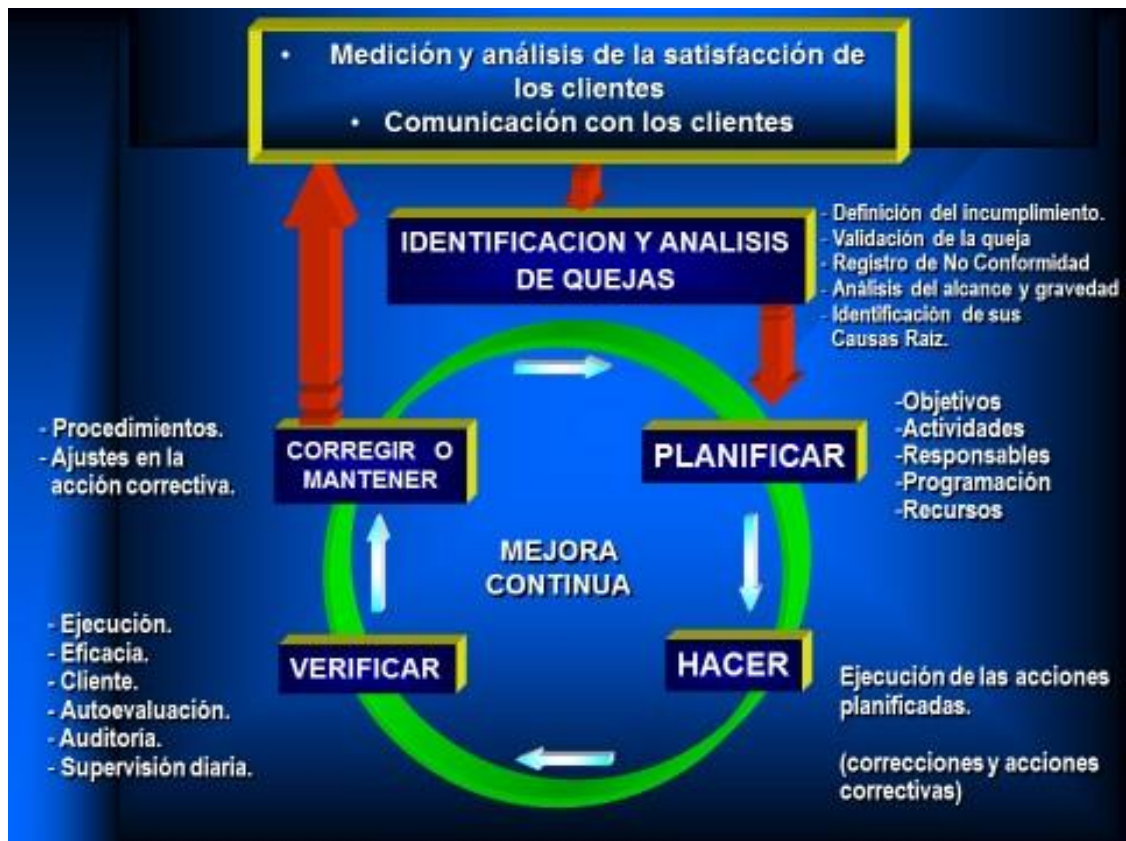 • Medición y análisis de la satisfacción de
los clientes
• Comunicación con los clientes
IDENTIFICACION Y ANALISIS
DE QUEJAS
- Definición del incumplimiento.
- Validación de la queja
- Registro de No Conformidad
- Análisis del alcance y gravedad
- Identificación de sus
Causas Raíz.
CORREGIR O
MANTENER
- Procedimientos.
- Ajustes en la
acción correctiva.
PLANIFICAR
-Objetivos
-Actividades
-Responsables
-Programación
-Recursos
MEJORA
CONTINUA
VERIFICAR
- Ejecución.
- Eficacia.
- Cliente.
- Autoevaluación.
- Auditoría.
- Supervisión diaria.
HACER
Ejecución de las acciones
planificadas.
(correcciones y acciones
correctivas)